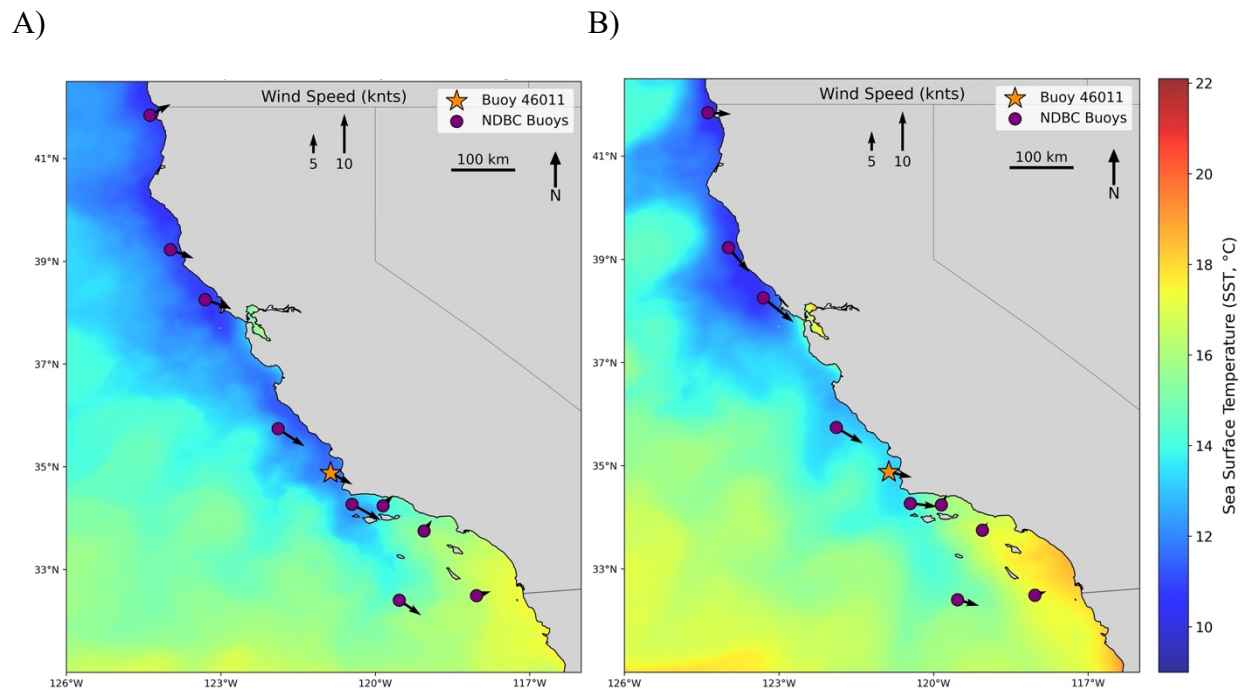 A)
B)
Wind Speed (knts)
5
10
Buoy 46011
NDBC Buoys
100 km
N
41°N
39°N
37°N
35°N
33°N
126°W
123°W
120°W
117°W
Wind Speed (knts)
5
10
Buoy 46011
NDBC Buoys
100 km
N
41°N
39°N
37°N
35°N
33°N
126°W
123°W
120°W
117°W
22
20
18
16
14
12
10
Sea Surface Temperature (SST, °C)